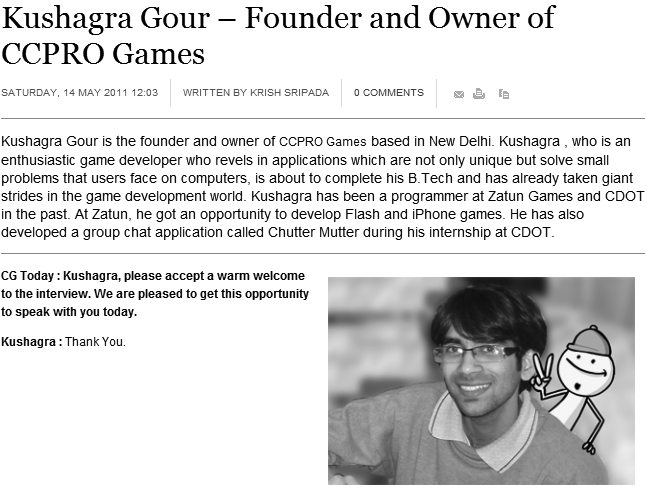 Kushagra Gour – Founder and Owner of
CCPRO Games
SATURDAY, 14 MAY 2011 12:03 WRITTEN BY KRISH SRIPADA 0 COMMENTS
Kushagra Gour is the founder and owner of CCPRO Games based in New Delhi. Kushagra , who is an
enthusiastic game developer who revels in applications which are not only unique but solve small
problems that users face on computers, is about to complete his B.Tech and has already taken giant
strides in the game development world. Kushagra has been a programmer at Zatun Games and CDOT
in the past. At Zatun, he got an opportunity to develop Flash and iPhone games. He has also
developed a group chat application called Chutter Mutter during his internship at CDOT.
CG Today : Kushagra, please accept a warm welcome
to the interview. We are pleased to get this opportunity
to speak with you today.
Kushagra : Thank You.